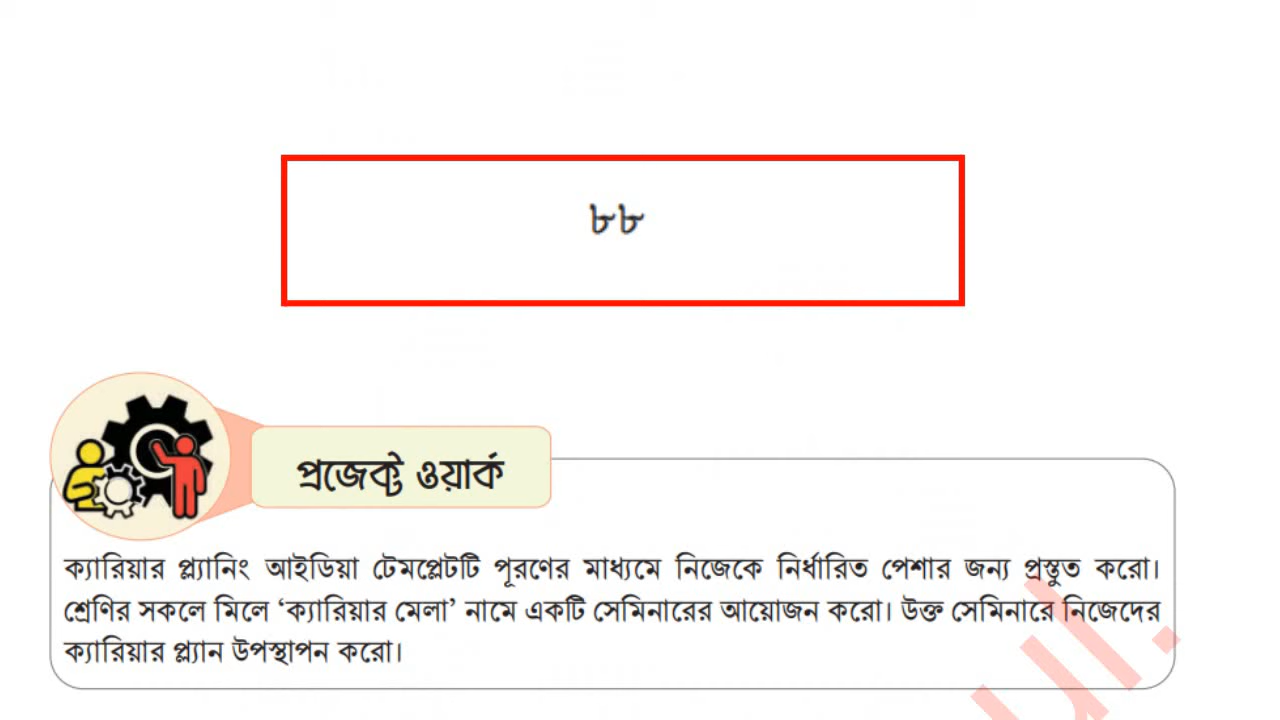 ৮৮
প্রজেক্ট ওয়ার্ক
ক্যারিয়ার প্ল্যানিং আইডিয়া টেমপ্লেটটি পূরণের মাধ্যমে নিজেকে নির্ধারিত পেশার জন্য প্রস্তুত করো।
শ্রেণির সকলে মিলে ‘ক্যারিয়ার মেলা’ নামে একটি সেমিনারের আয়োজন করো। উক্ত সেমিনারে নিজেদের
ক্যারিয়ার প্ল্যান উপস্থাপন করো।